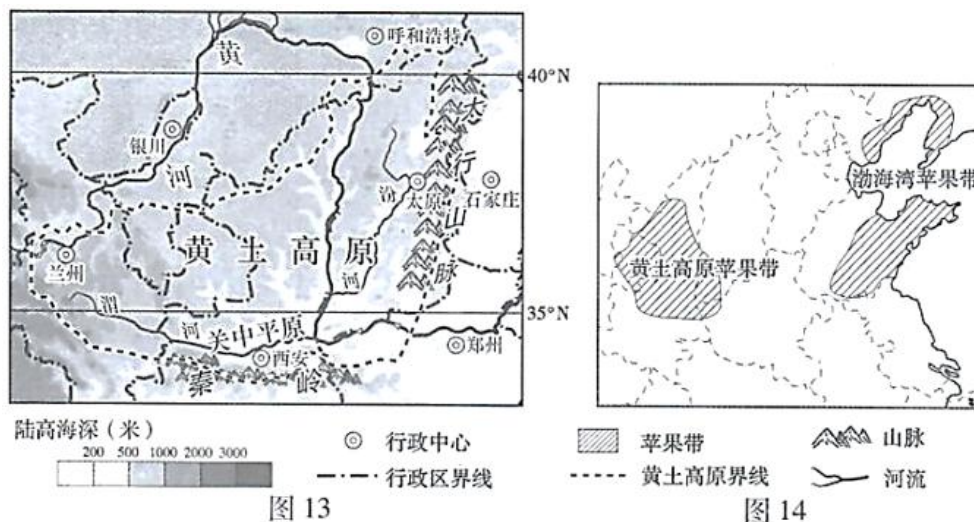 呼和浩特
黄
40°N
太行山脉
银川
河
汾
太原
石家庄
黄土高原
兰州
河
渭
河
关中平原
35°N
西安
郑州
秦岭
渤海湾苹果带
黄土高原苹果带
陆高海深（米）
200 500 1000 2000 3000
行政中心
行政区界线
苹果带
黄土高原界线
山脉
河流
图 13
图 14